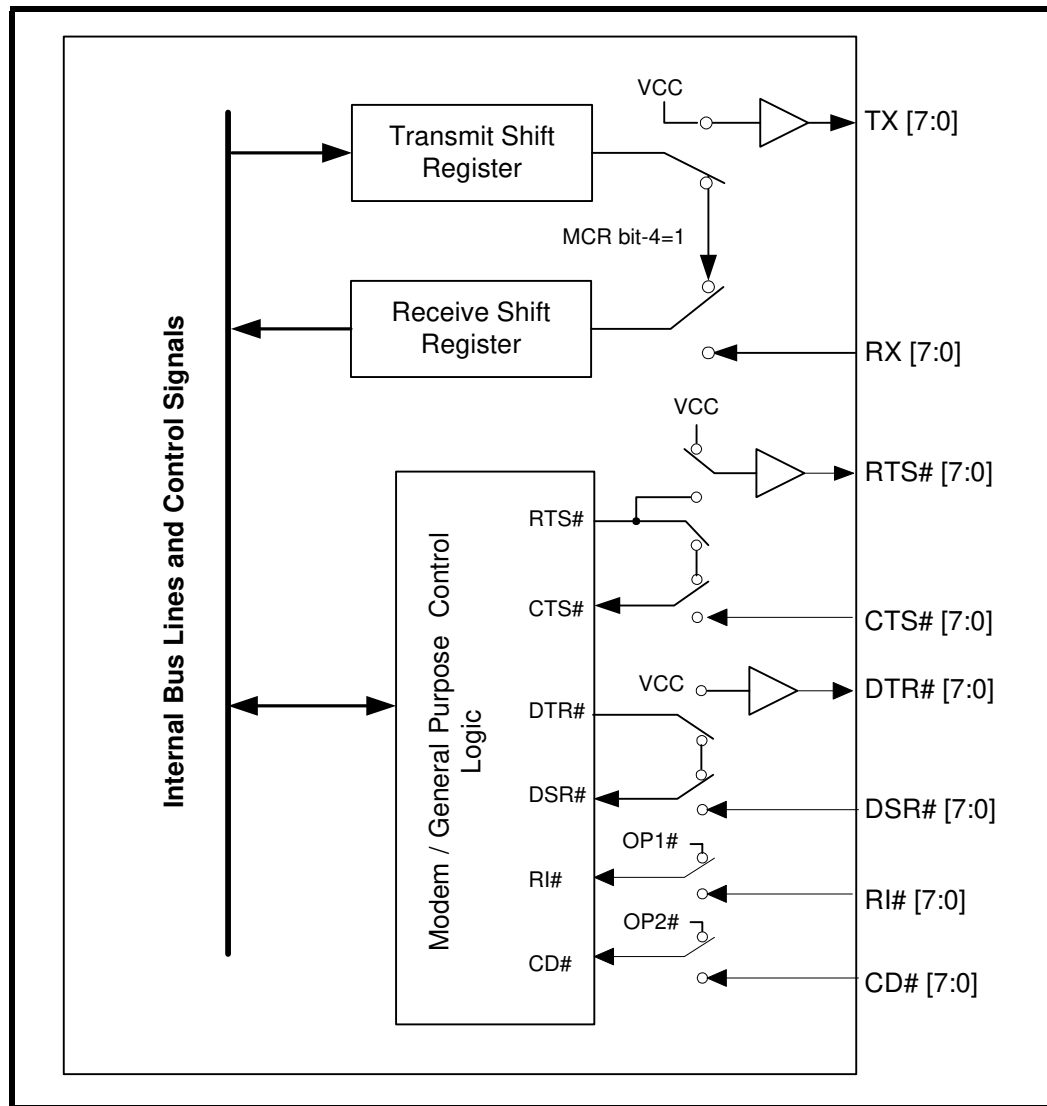 VCC
TX [7:0]
Transmit Shift
Register
MCR bit-4=1
Receive Shift
Register
RX [7:0]
Internal Bus Lines and Control Signals
VCC
RTS# [7:0]
RTS#
CTS#
CTS# [7:0]
Modem / General Purpose Control
Logic
VCC
DTR# [7:0]
DTR#
DSR#
DSR# [7:0]
OP1#
RI#
RI# [7:0]
OP2#
CD#
CD# [7:0]